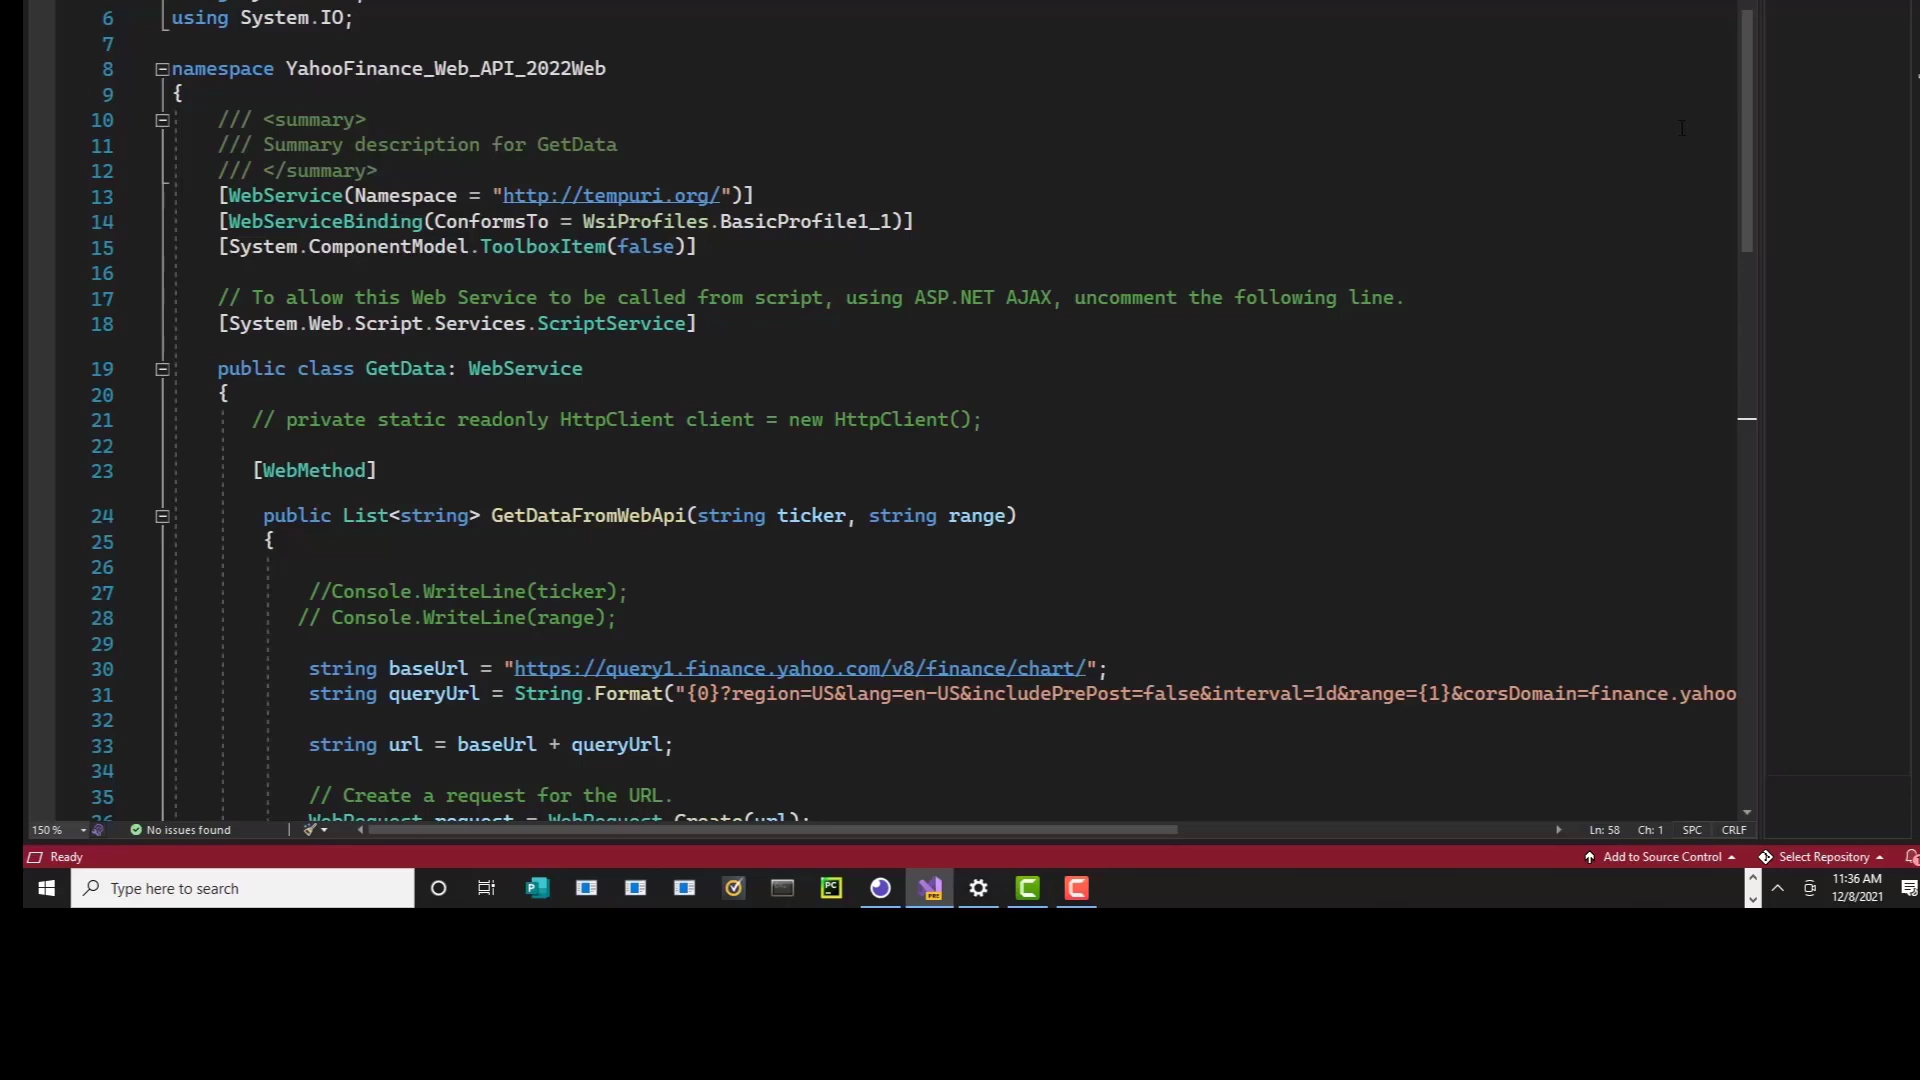 6 using System.IO;
7
8 namespace YahooFinance_Web_API_2022Web
9 {
10 /// <summary>
11 /// Summary description for GetData
12 /// </summary>
13 [WebService(Namespace = "http://tempuri.org/")]
14 [WebServiceBinding(ConformsTo = WsiProfiles.BasicProfile1_1)]
15 [System.ComponentModel.ToolboxItem(false)]
16
17 // To allow this Web Service to be called from script, using ASP.NET AJAX, uncomment the following line.
18 [System.Web.Script.Services.ScriptService]
19 public class GetData: WebService
20 {
21 // private static readonly HttpClient client = new HttpClient();
22
23 [WebMethod]
24 public List<string> GetDataFromWebApi(string ticker, string range)
25 {
26
27 //Console.WriteLine(ticker);
28 // Console.WriteLine(range);
29
30 string baseUrl = "https://query1.finance.yahoo.com/v8/finance/chart/";
31 string queryUrl = String.Format("{0}?region=US&lang=en-US&includePrePost=false&interval=1d&range={1}&corsDomain=finance.yahoo
32
33 string url = baseUrl + queryUrl;
34
35 // Create a request for the URL.
36 WebRequest request = WebRequest.Create(url);
150 % No issues found Ln: 58 Ch: 1 SPC CRLF
Ready Add to Source Control Select Repository
Type here to search P PC PRE C C 11:36 AM
12/8/2021